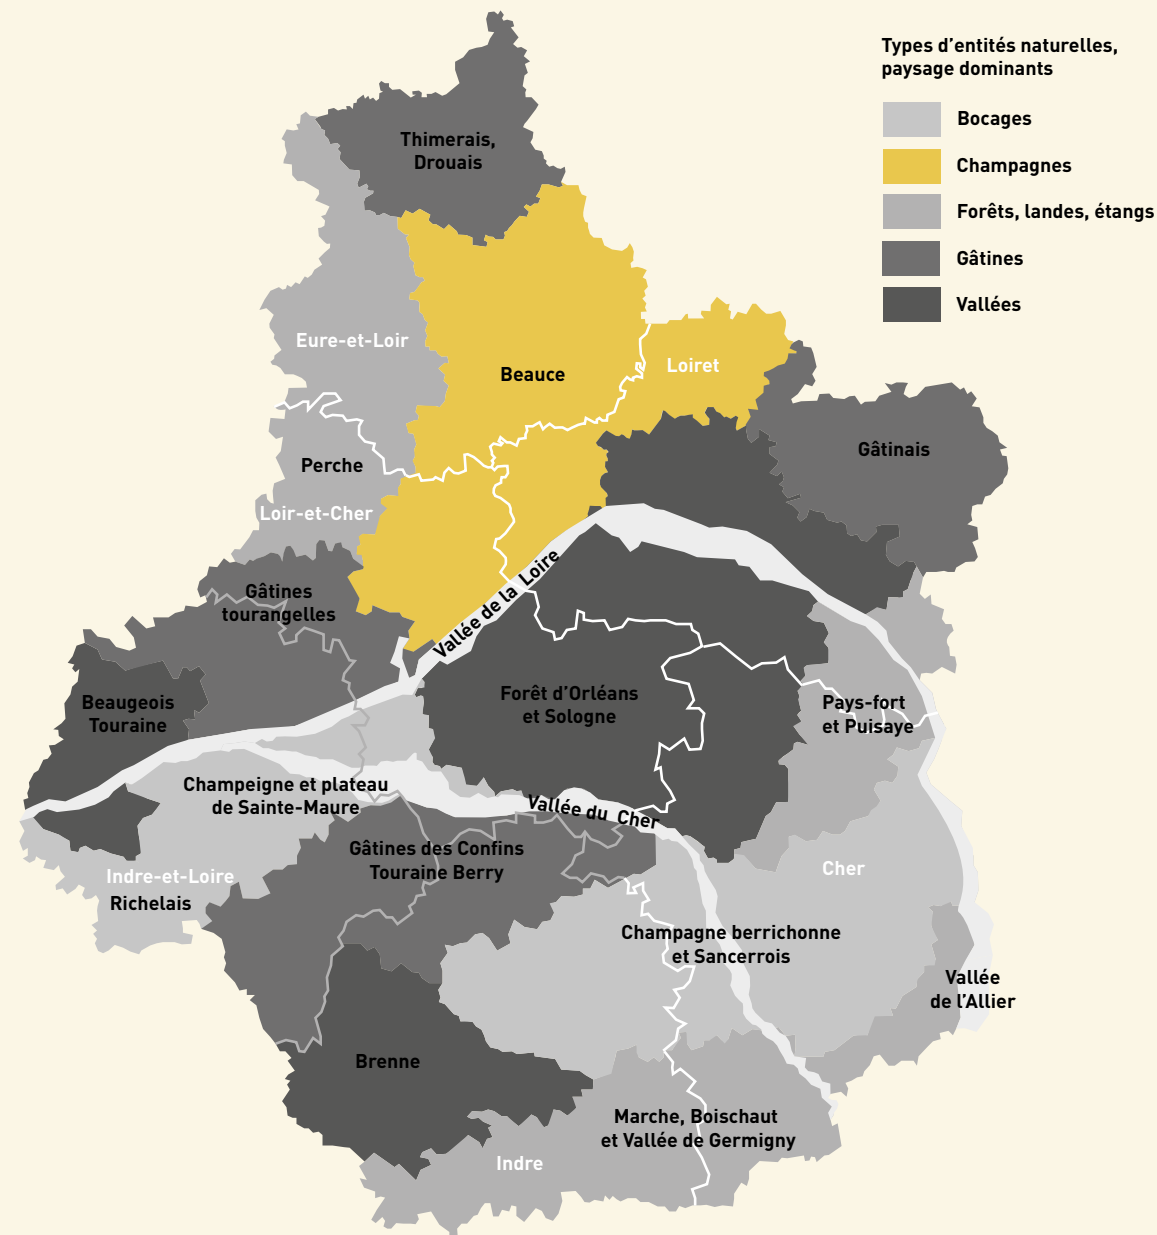 Types d’entités naturelles,
paysage dominants
Bocages
Champagnes
Forêts, landes, étangs
Gâtines
Vallées
Thimerais,
Drouais
Eure-et-Loir
Beauce
Loiret
Gâtinais
Perche
Loir-et-Cher
Vallée de la Loire
Gâtines
tourangelles
Beaugeois
Touraine
Forêt d’Orléans
et Sologne
Pays-fort
et Puisaye
Champeigne et plateau
de Sainte-Maure
Vallée du Cher
Gâtines des Confins
Touraine Berry
Indre-et-Loire
Richelais
Cher
Champagne berrichonne
et Sancerrois
Vallée
de l’Allier
Brenne
Marche, Boischaut
et Vallée de Germigny
Indre